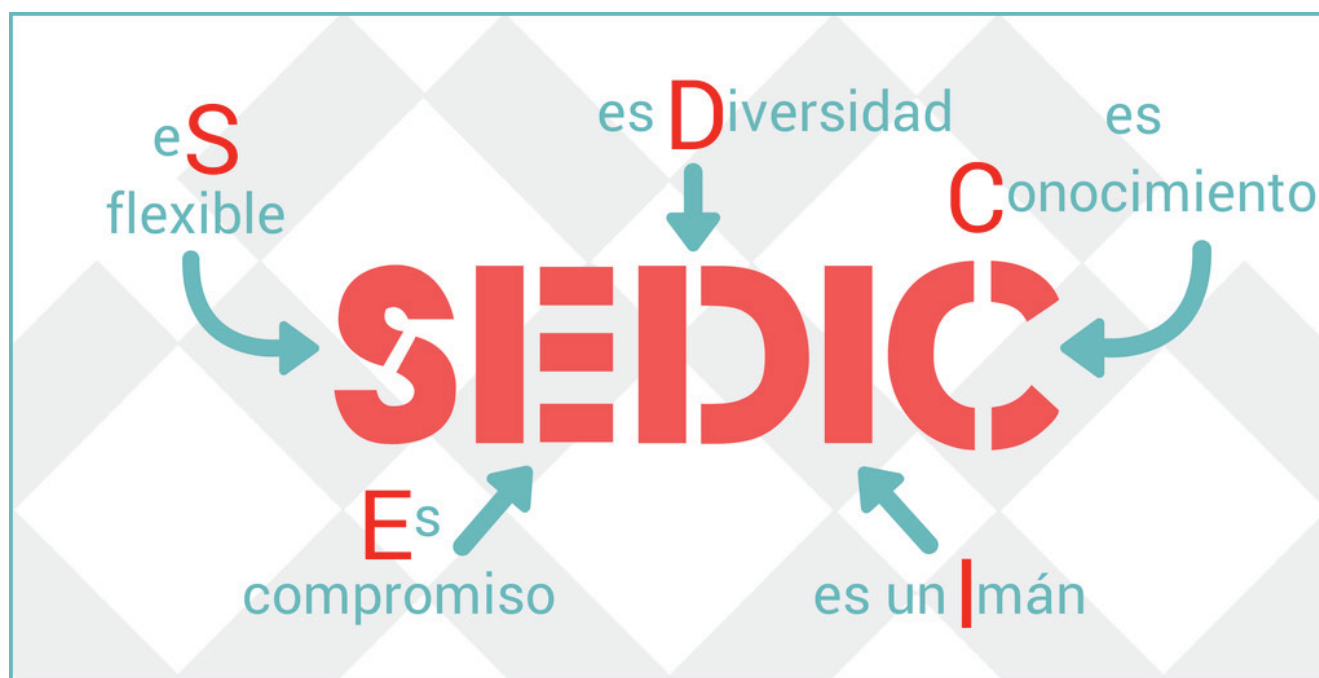 eS
flexible
es Diversidad
es
Conocimiento
SEDIC
Es
compromiso
es un Imán